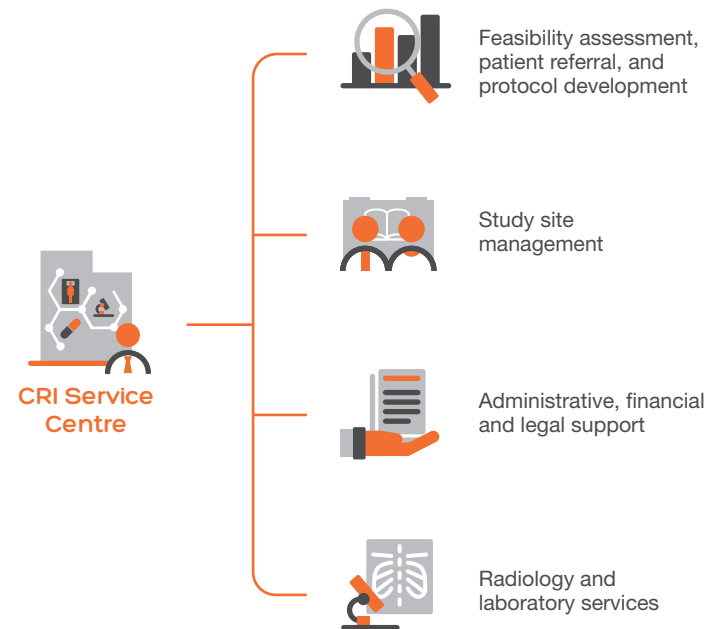 Feasibility assessment,
patient referral, and
protocol development
Study site
management
CRI Service
Centre
Administrative, financial
and legal support
Radiology and
laboratory services